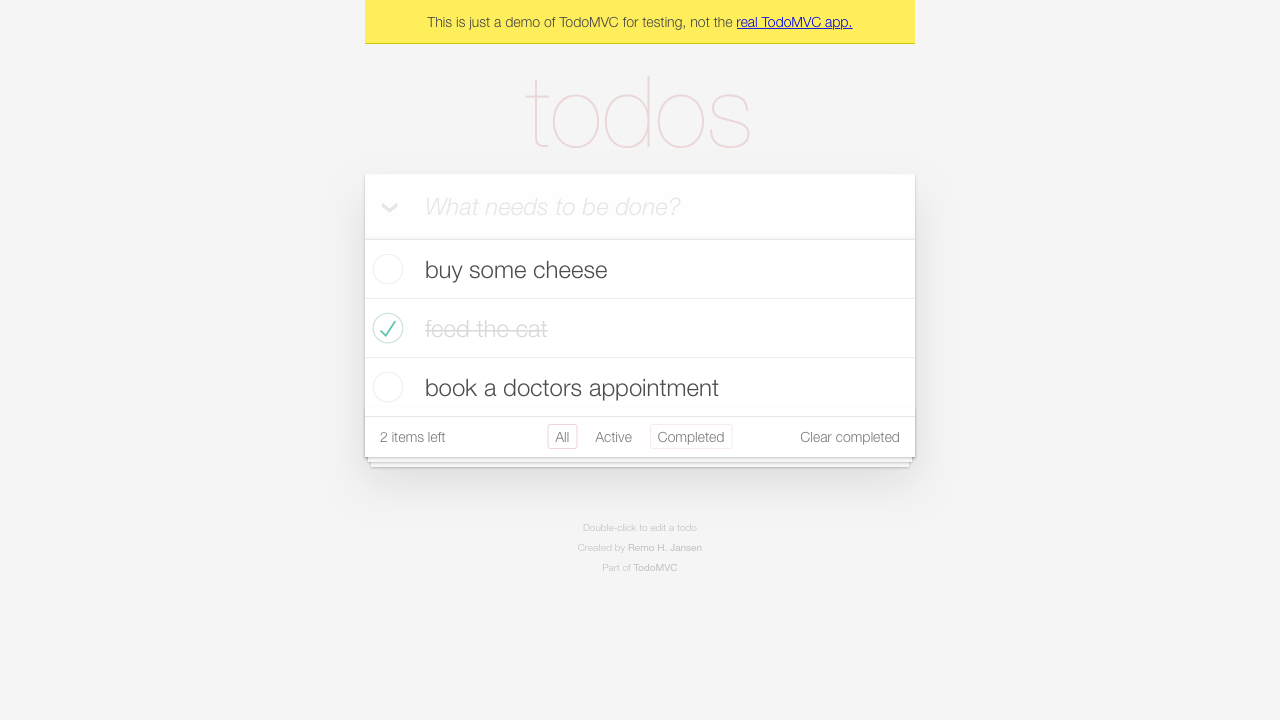 This is just a demo of TodoMVC for testing, not the real TodoMVC app.
todos
What needs to be done?
buy some cheese
feed the cat
book a doctors appointment
2 items left All Active Completed Clear completed
Double-click to edit a todo
Created by Remo H. Jansen
Part of TodoMVC